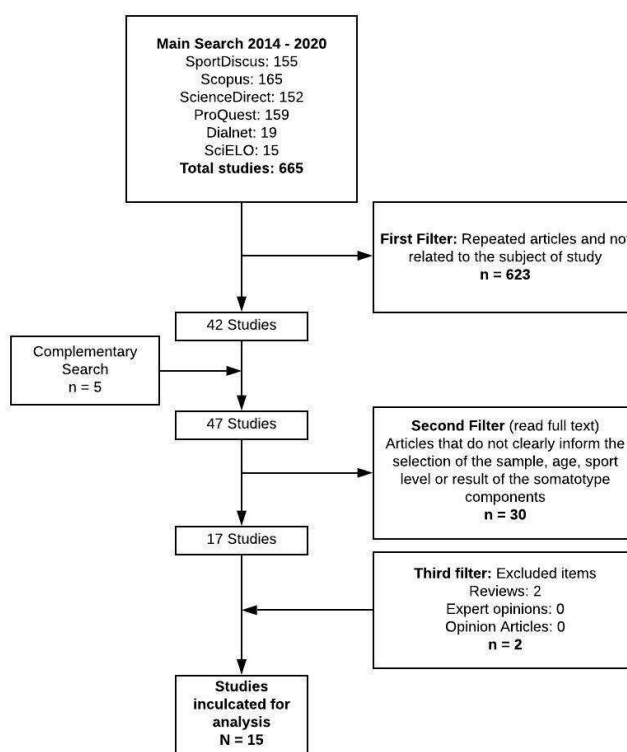 Main Search 2014 - 2020
SportDiscus: 155
Scopus: 165
ScienceDirect: 152
ProQuest: 159
Dialnet: 19
SciELO: 15
Total studies: 665
First Filter: Repeated articles and not
related to the subject of study
n = 623
42 Studies
Complementary
Search
n = 5
47 Studies
Second Filter (read full text)
Articles that do not clearly inform the
selection of the sample, age, sport
level or result of the somatotype
components
n = 30
17 Studies
Third filter: Excluded items
Reviews: 2
Expert opinions: 0
Opinion Articles: 0
n = 2
Studies
inculcated for
analysis
N = 15